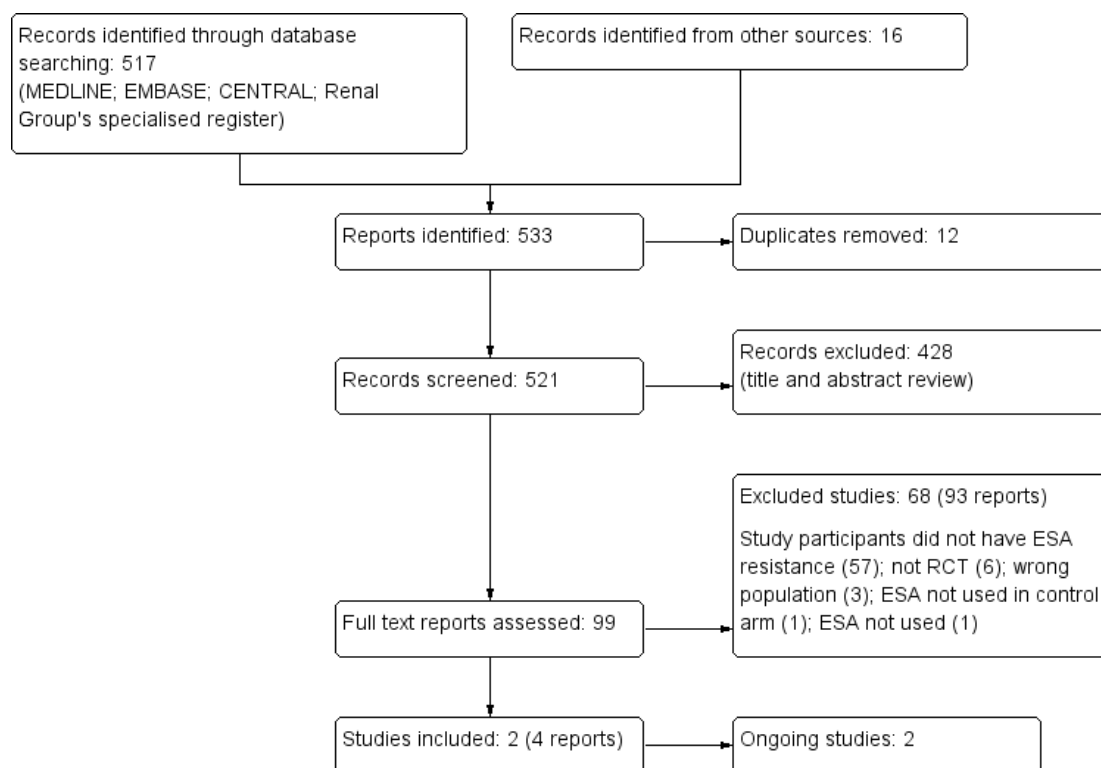 Records identified through database
searching: 517
(MEDLINE; EMBASE; CENTRAL; Renal
Group's specialised register)
Records identified from other sources: 16
Reports identified: 533
Duplicates removed: 12
Records screened: 521
Records excluded: 428
(title and abstract review)
Excluded studies: 68 (93 reports)
Study participants did not have ESA
resistance (57); not RCT (6); wrong
population (3); ESA not used in control
arm (1); ESA not used (1)
Full text reports assessed: 99
Studies included: 2 (4 reports)
Ongoing studies: 2